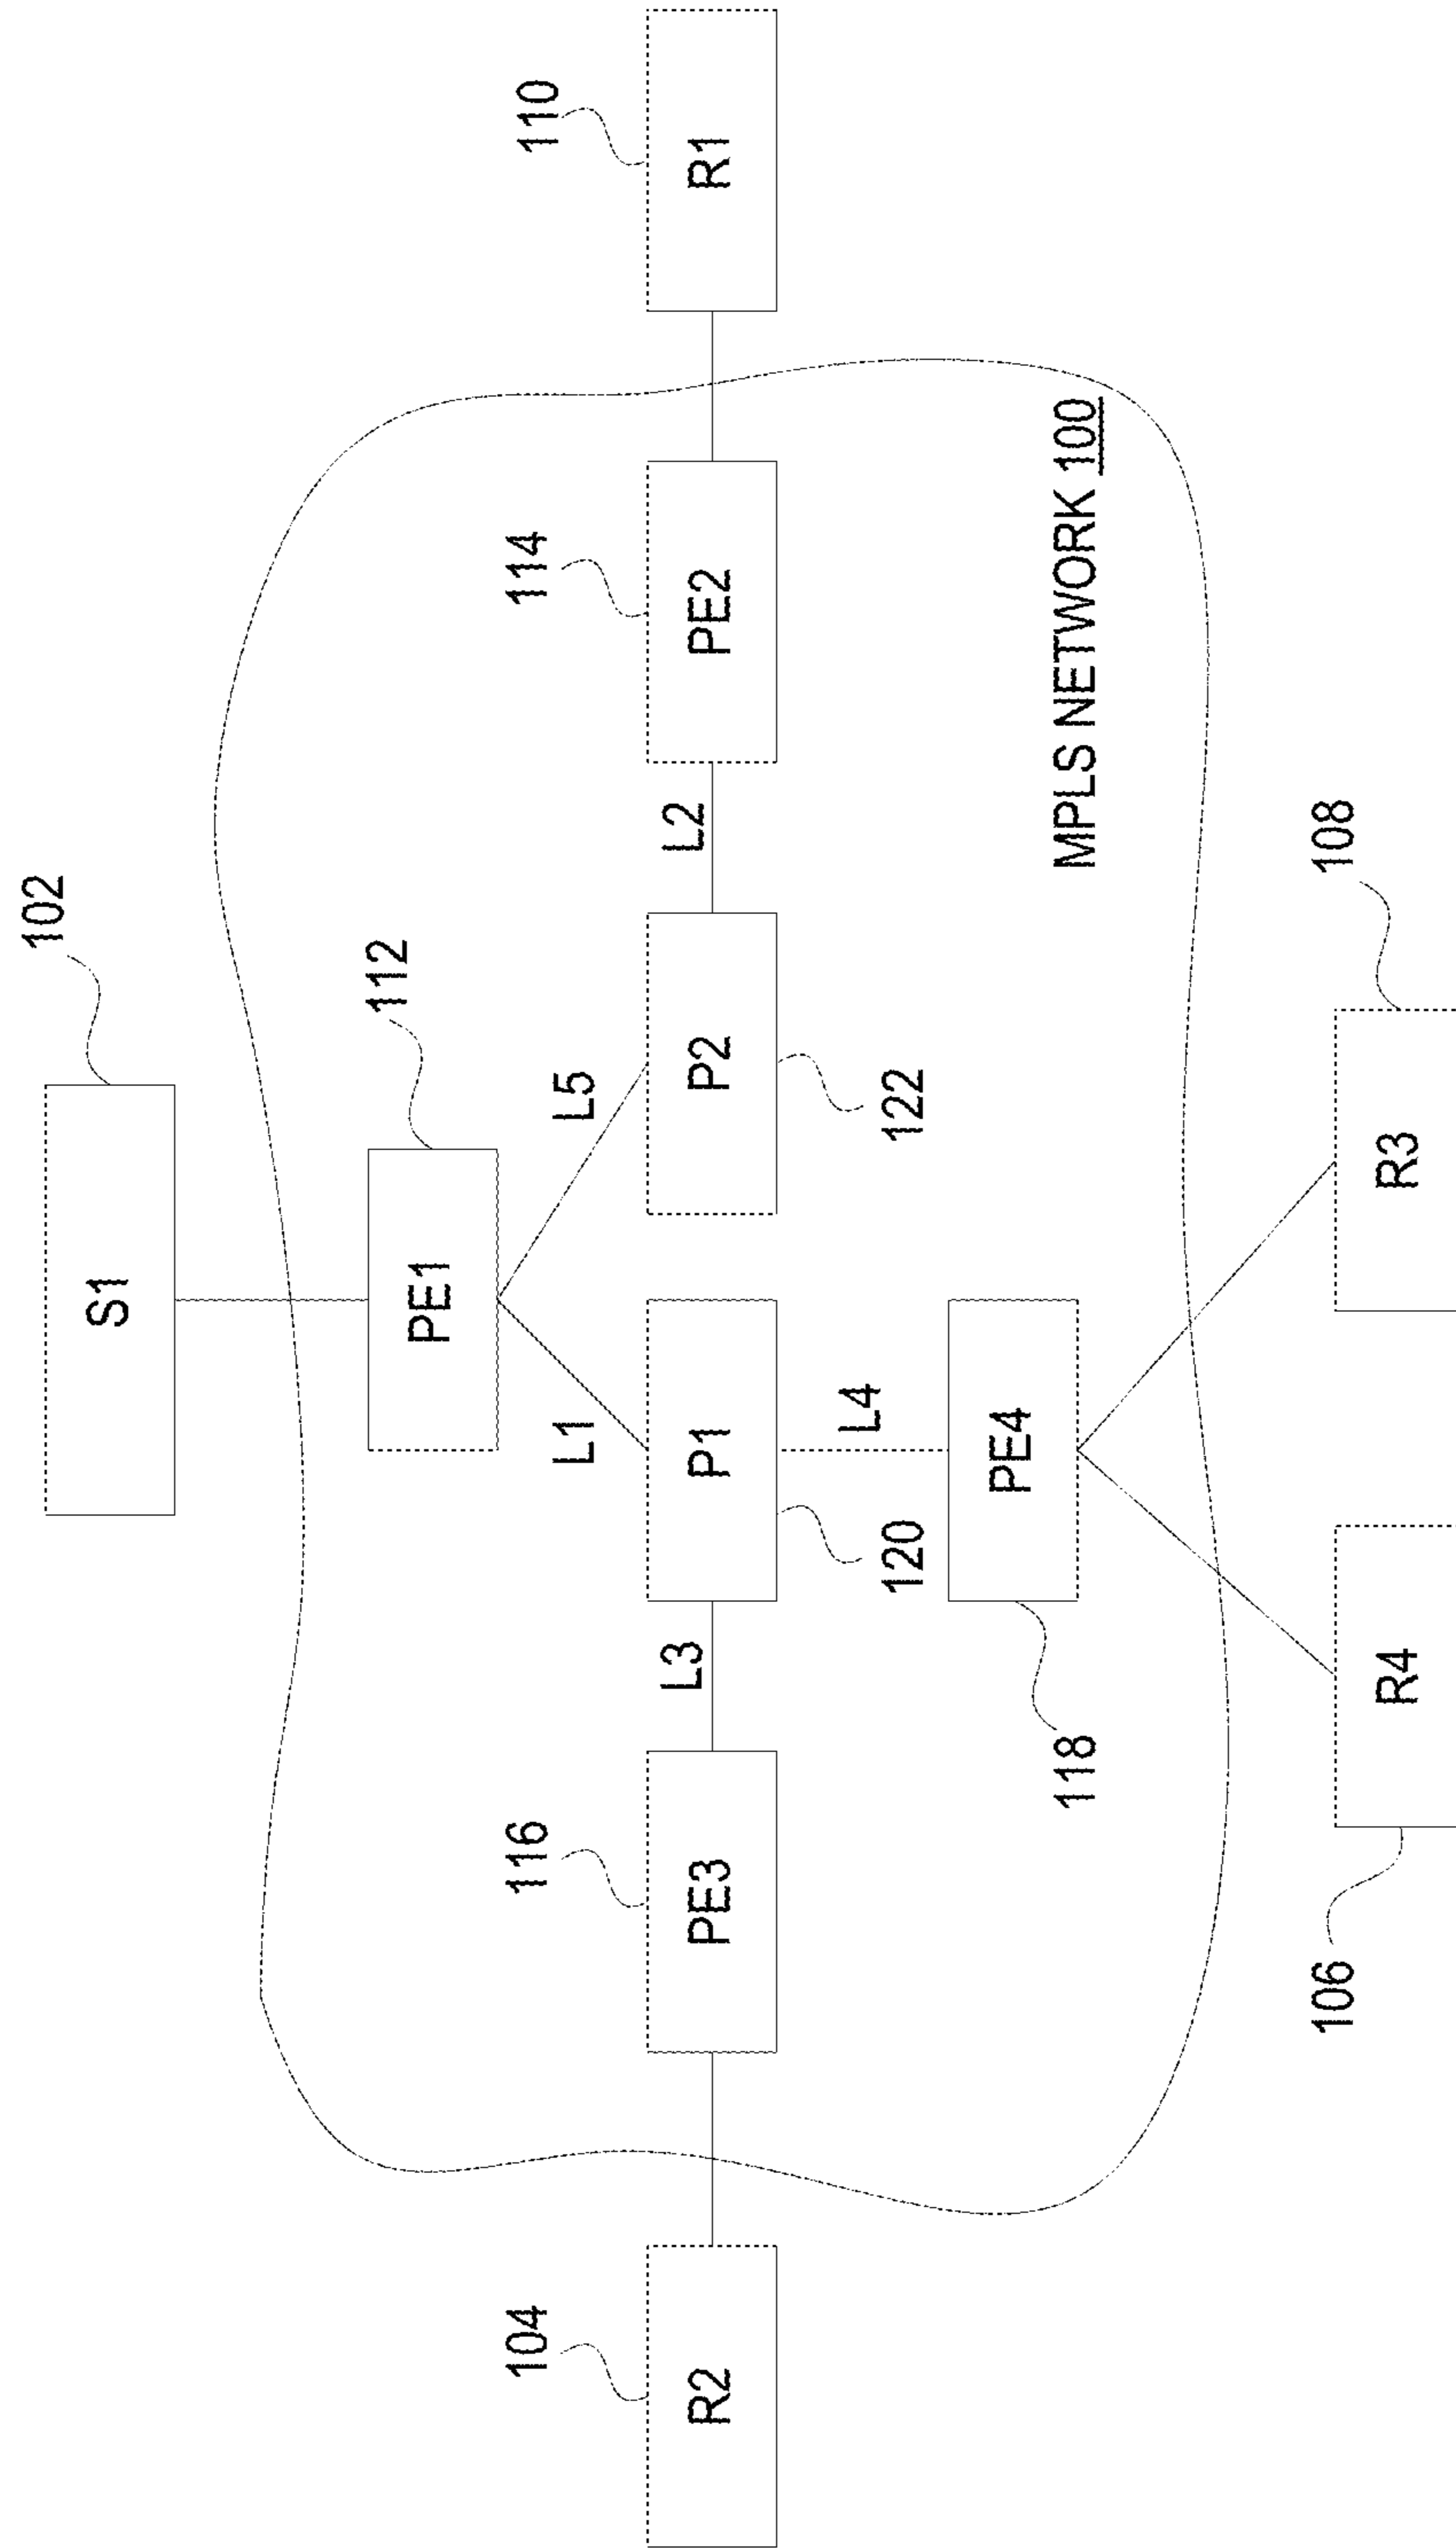 102
S1
112
PE1
104
116
114
110
L1
L5
R2
PE3
L3
P1
P2
L2
PE2
R1
L4
120
122
PE4
118
MPLS NETWORK 100
106
108
R4
R3